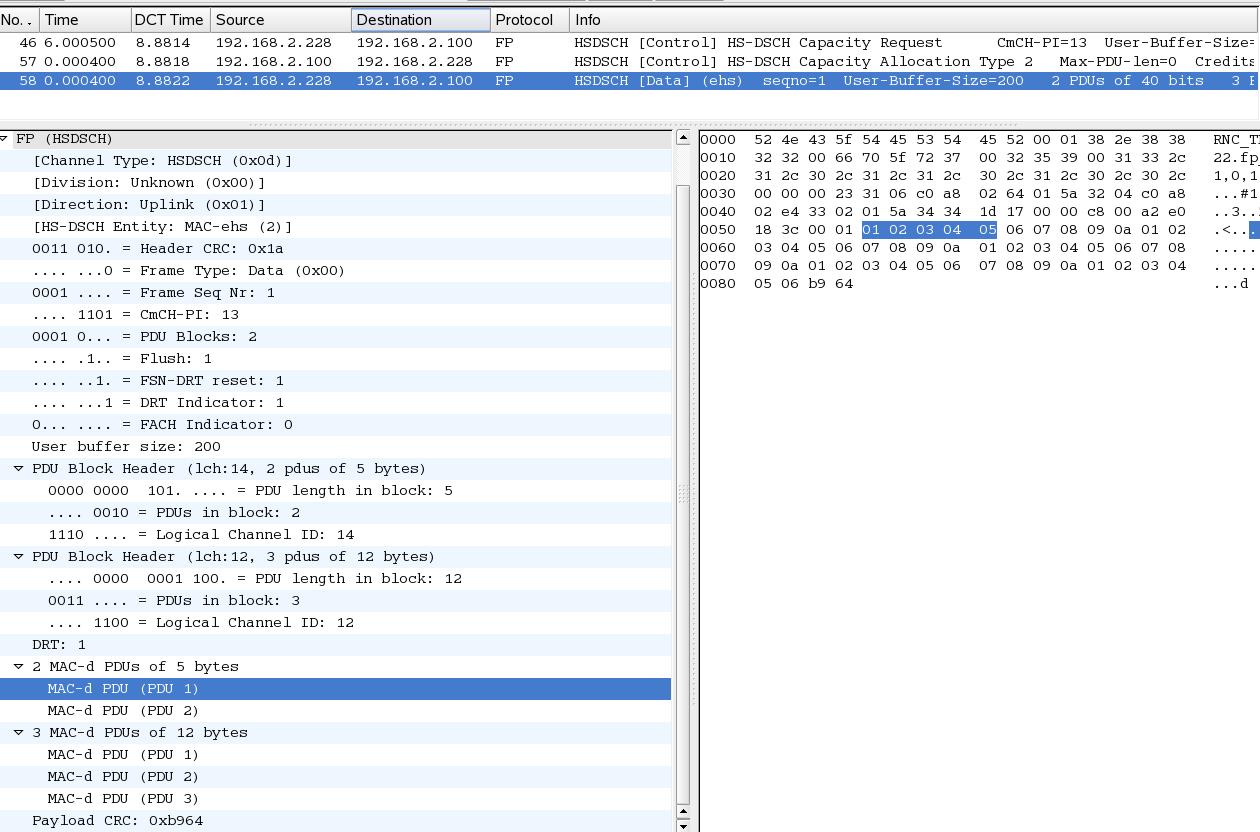 No. . Time DCT Time Source Destination Protocol Info
46 6.000500 8.8814 192.168.2.228 192.168.2.100 FP HSDSCH [Control] HS-DSCH Capacity Request CmCH-PI=13 User-Buffer-Size=
57 0.000400 8.8818 192.168.2.100 192.168.2.228 FP HSDSCH [Control] HS-DSCH Capacity Allocation Type 2 Max-PDU-len=0 Credits
58 0.000400 8.8822 192.168.2.228 192.168.2.100 FP HSDSCH [Data] (ehs) seqno=1 User-Buffer-Size=200 2 PDUs of 40 bits 3
FP (HSDSCH)
[Channel Type: HSDSCH (0x0d)]
[Division: Unknown (0x00)]
[Direction: Uplink (0x01)]
[HS-DSCH Entity: MAC-ehs (2)]
0011 010. = Header CRC: 0x1a
.... ...0 = Frame Type: Data (0x00)
0001 .... = Frame Seq Nr: 1
.... 1101 = CmCH-PI: 13
0001 0... = PDU Blocks: 2
.... .1.. = Flush: 1
.... ..1. = FSN-DRT reset: 1
.... ...1 = DRT Indicator: 1
0... .... = FACH Indicator: 0
User buffer size: 200
PDU Block Header (lch:14, 2 pdus of 5 bytes)
0000 0000 101. .... = PDU length in block: 5
.... 0010 = PDUs in block: 2
1110 .... = Logical Channel ID: 14
PDU Block Header (lch:12, 3 pdus of 12 bytes)
.... 0000 0001 100. = PDU length in block: 12
0011 .... = PDUs in block: 3
.... 1100 = Logical Channel ID: 12
DRT: 1
2 MAC-d PDUs of 5 bytes
MAC-d PDU (PDU 1)
MAC-d PDU (PDU 2)
3 MAC-d PDUs of 12 bytes
MAC-d PDU (PDU 1)
MAC-d PDU (PDU 2)
MAC-d PDU (PDU 3)
Payload CRC: 0xb964
0000 52 4e 43 5f 54 45 53 54 45 52 00 01 38 2e 38 38 RNC_T
0010 32 32 00 66 70 5f 72 37 00 32 35 39 00 31 33 2c 22.fp
0020 31 2c 30 2c 31 2c 31 2c 30 2c 31 2c 30 2c 30 2c 1,0,1
0030 00 00 00 23 31 06 c0 a8 02 64 01 5a 32 04 c0 a8 ...#1
0040 02 e4 33 02 01 5a 34 34 1d 17 00 00 c8 00 a2 e0 ..3..
0050 18 3c 00 01 01 02 03 04 05 06 07 08 09 0a 01 02 .<...
0060 03 04 05 06 07 08 09 0a 01 02 03 04 05 06 07 08 .....
0070 09 0a 01 02 03 04 05 06 07 08 09 0a 01 02 03 04 .....
0080 05 06 b9 64 ...d